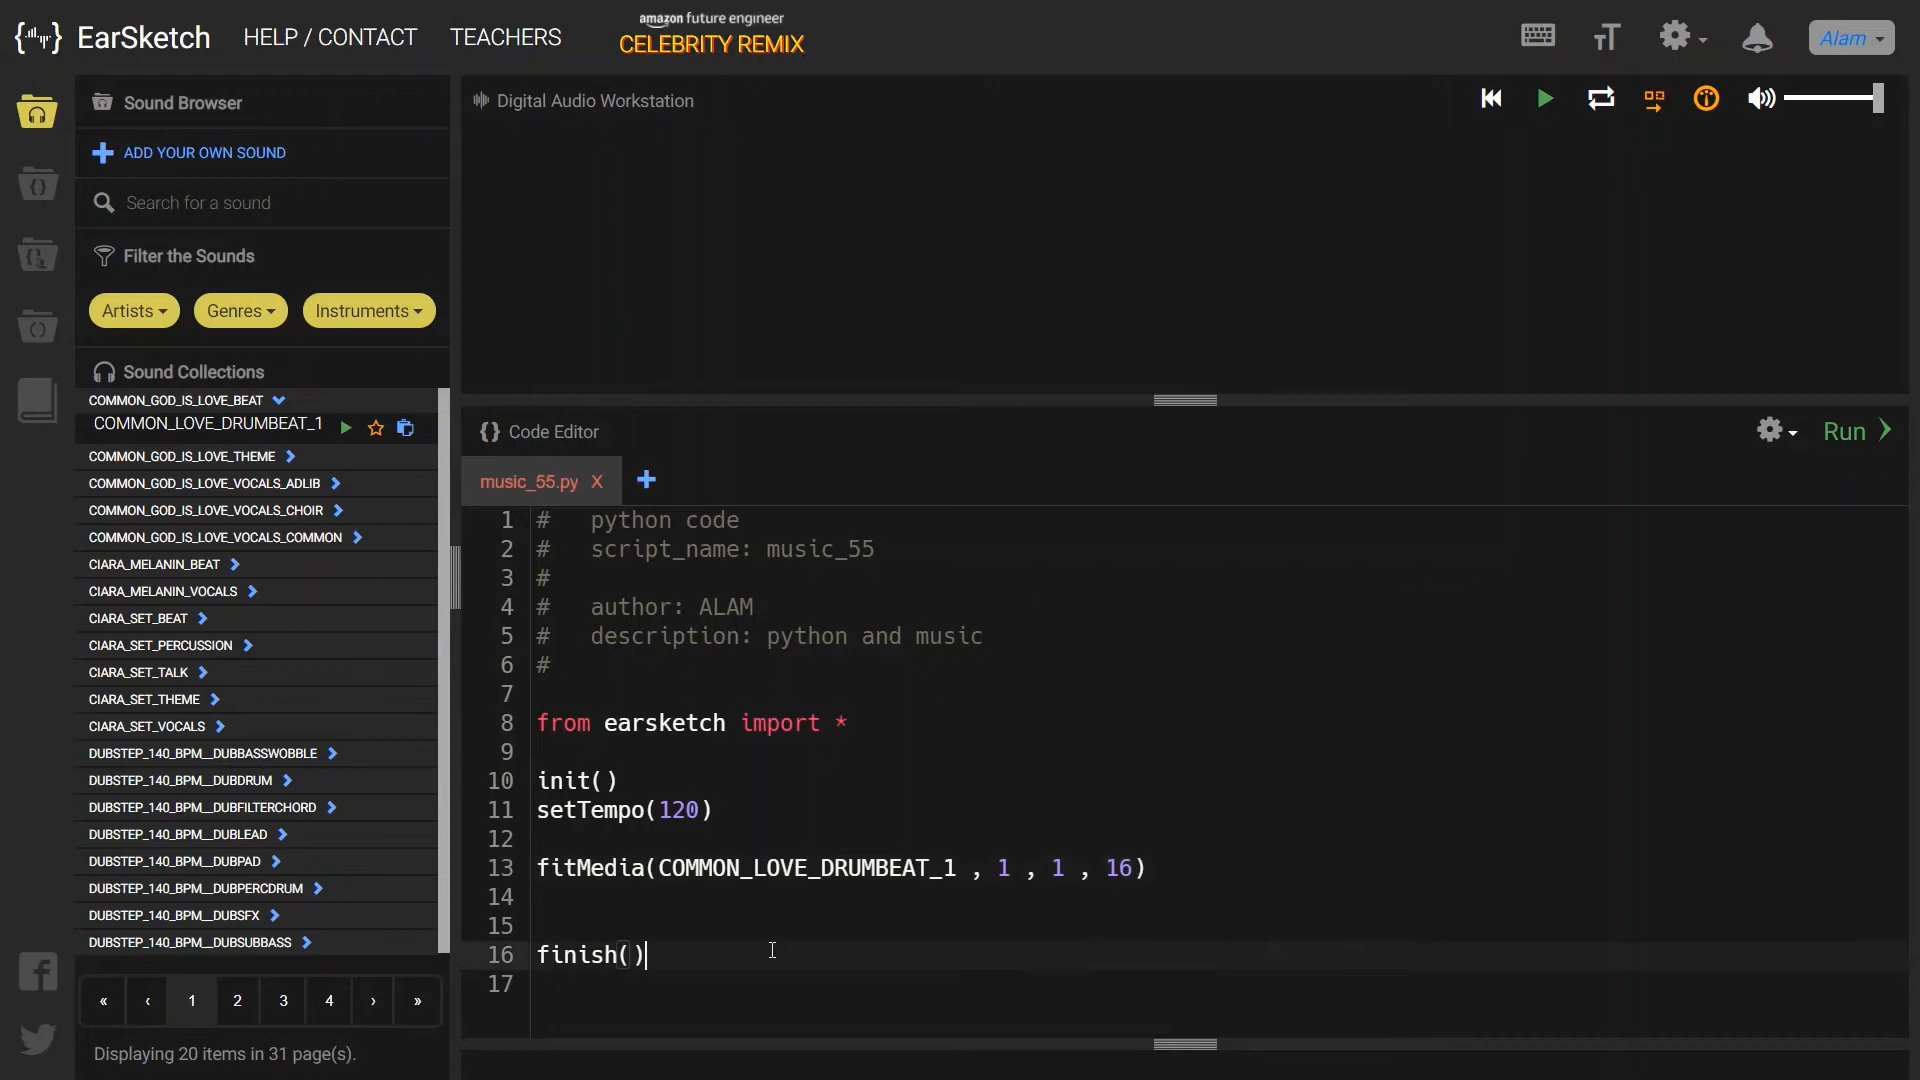 EarSketch
HELP / CONTACT
TEACHERS
amazon future engineer
CELEBRITY REMIX
Alam
Sound Browser
ADD YOUR OWN SOUND
Search for a sound
Filter the Sounds
Artists
Genres
Instruments
Sound Collections
COMMON_GOD_IS_LOVE_BEAT
COMMON_LOVE_DRUMBEAT_1
COMMON_GOD_IS_LOVE_THEME
COMMON_GOD_IS_LOVE_VOCALS_ADLIB
COMMON_GOD_IS_LOVE_VOCALS_CHOIR
COMMON_GOD_IS_LOVE_VOCALS_COMMON
CIARA_MELANIN_BEAT
CIARA_MELANIN_VOCALS
CIARA_SET_BEAT
CIARA_SET_PERCUSSION
CIARA_SET_TALK
CIARA_SET_THEME
CIARA_SET_VOCALS
DUBSTEP_140_BPM__DUBBASSWOBBLE
DUBSTEP_140_BPM__DUBDRUM
DUBSTEP_140_BPM__DUBFILTERCHORD
DUBSTEP_140_BPM__DUBLEAD
DUBSTEP_140_BPM__DUBPAD
DUBSTEP_140_BPM__DUBPERCDRUM
DUBSTEP_140_BPM__DUBSFX
DUBSTEP_140_BPM__DUBSUBBASS
« ‹ 1 2 3 4 › »
Displaying 20 items in 31 page(s).
Digital Audio Workstation
{} Code Editor
Run
music_55.py X
1 # python code
2 # script_name: music_55
3 #
4 # author: ALAM
5 # description: python and music
6 #
7
8 from earsketch import *
9
10 init()
11 setTempo(120)
12
13 fitMedia(COMMON_LOVE_DRUMBEAT_1 , 1 , 1 , 16)
14
15
16 finish()
17